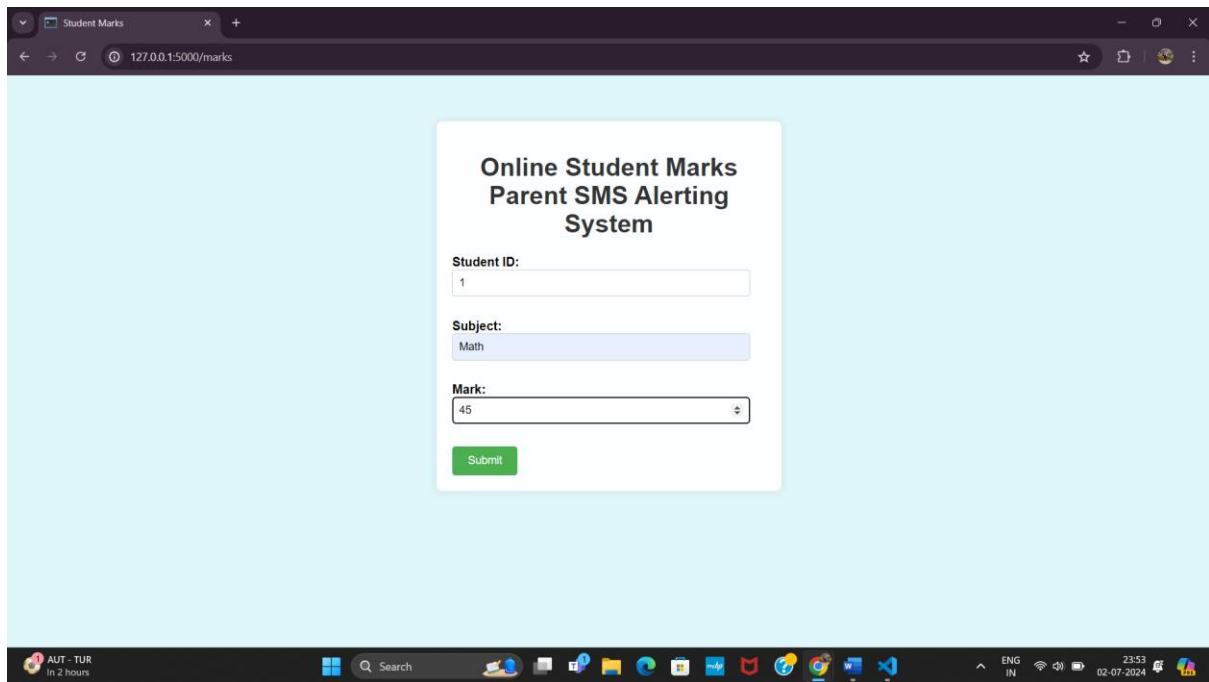 Student Marks
127.0.0.1:5000/marks
Online Student Marks
Parent SMS Alerting
System
Student ID:
1
Subject:
Math
Mark:
45
Submit
AUT - TUR
In 2 hours
Search
ENG
IN
23:53
02-07-2024